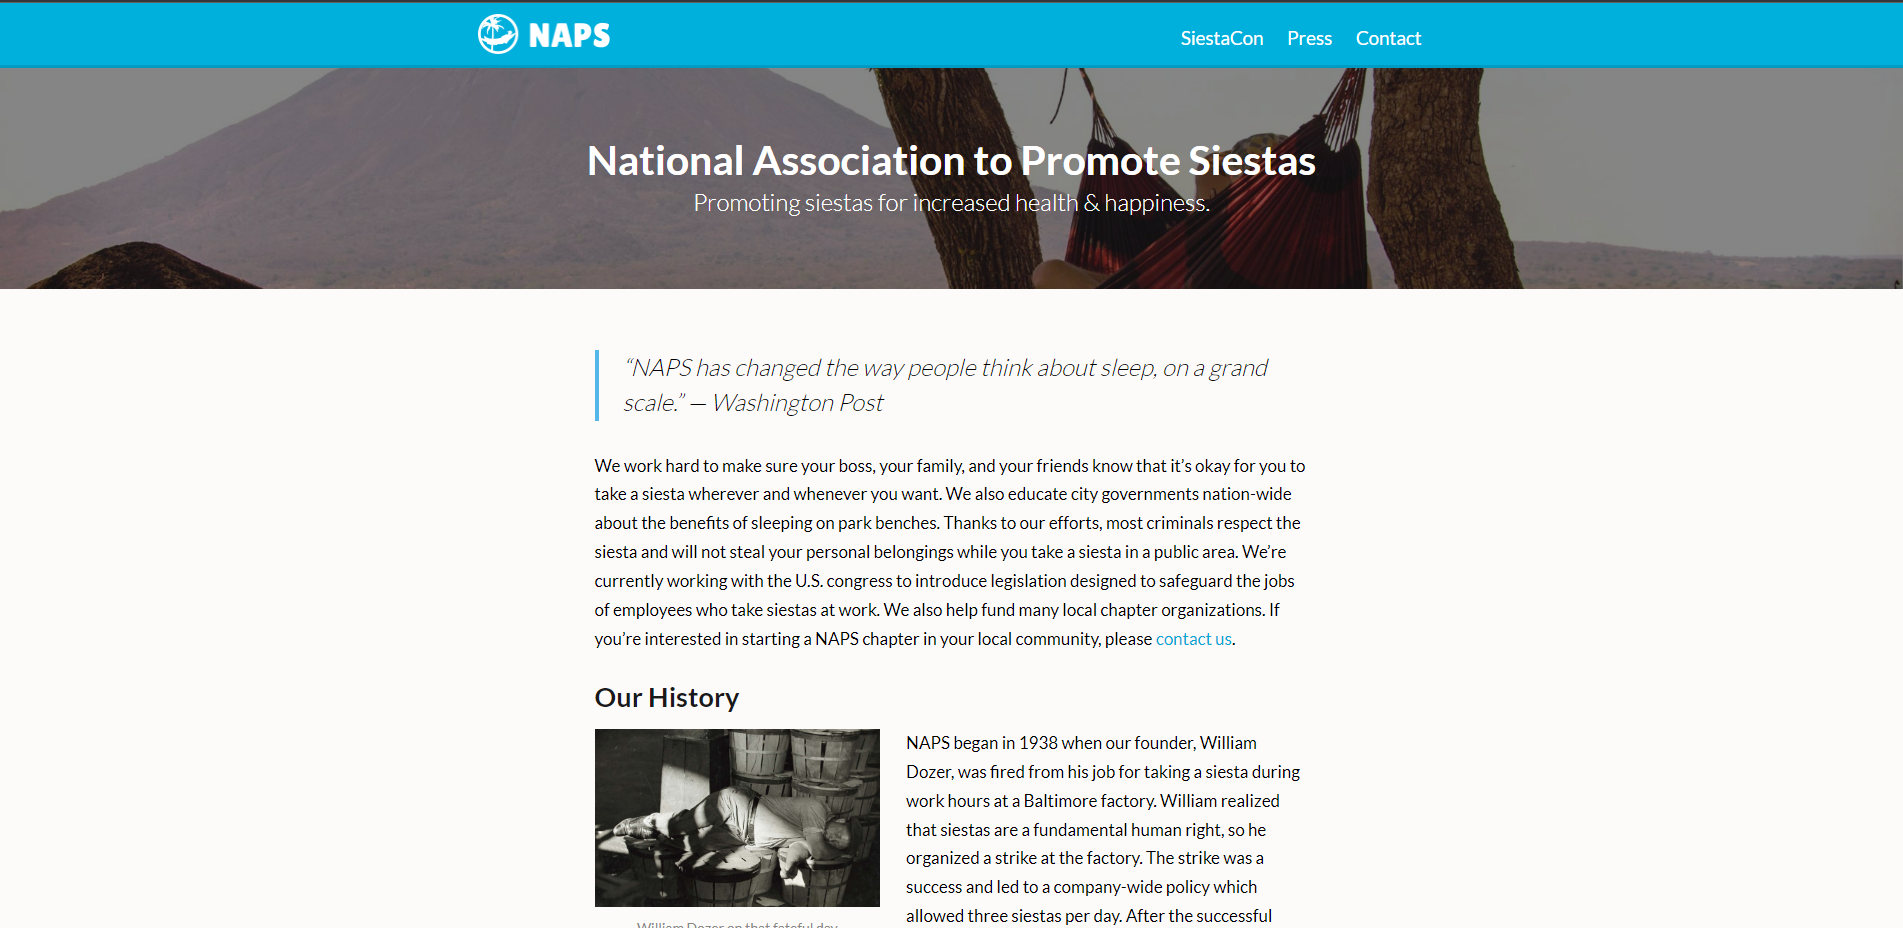 NAPS
SiestaCon Press Contact
National Association to Promote Siestas
Promoting siestas for increased health & happiness.
“NAPS has changed the way people think about sleep, on a grand
scale.” — Washington Post
We work hard to make sure your boss, your family, and your friends know that it’s okay for you to
take a siesta wherever and whenever you want. We also educate city governments nation-wide
about the benefits of sleeping on park benches. Thanks to our efforts, most criminals respect the
siesta and will not steal your personal belongings while you take a siesta in a public area. We’re
currently working with the U.S. congress to introduce legislation designed to safeguard the jobs
of employees who take siestas at work. We also help fund many local chapter organizations. If
you’re interested in starting a NAPS chapter in your local community, please contact us.
Our History
NAPS began in 1938 when our founder, William
Dozer, was fired from his job for taking a siesta during
work hours at a Baltimore factory. William realized
that siestas are a fundamental human right, so he
organized a strike at the factory. The strike was a
success and led to a company-wide policy which
allowed three siestas per day. After the successful
William Dozer on that fateful day